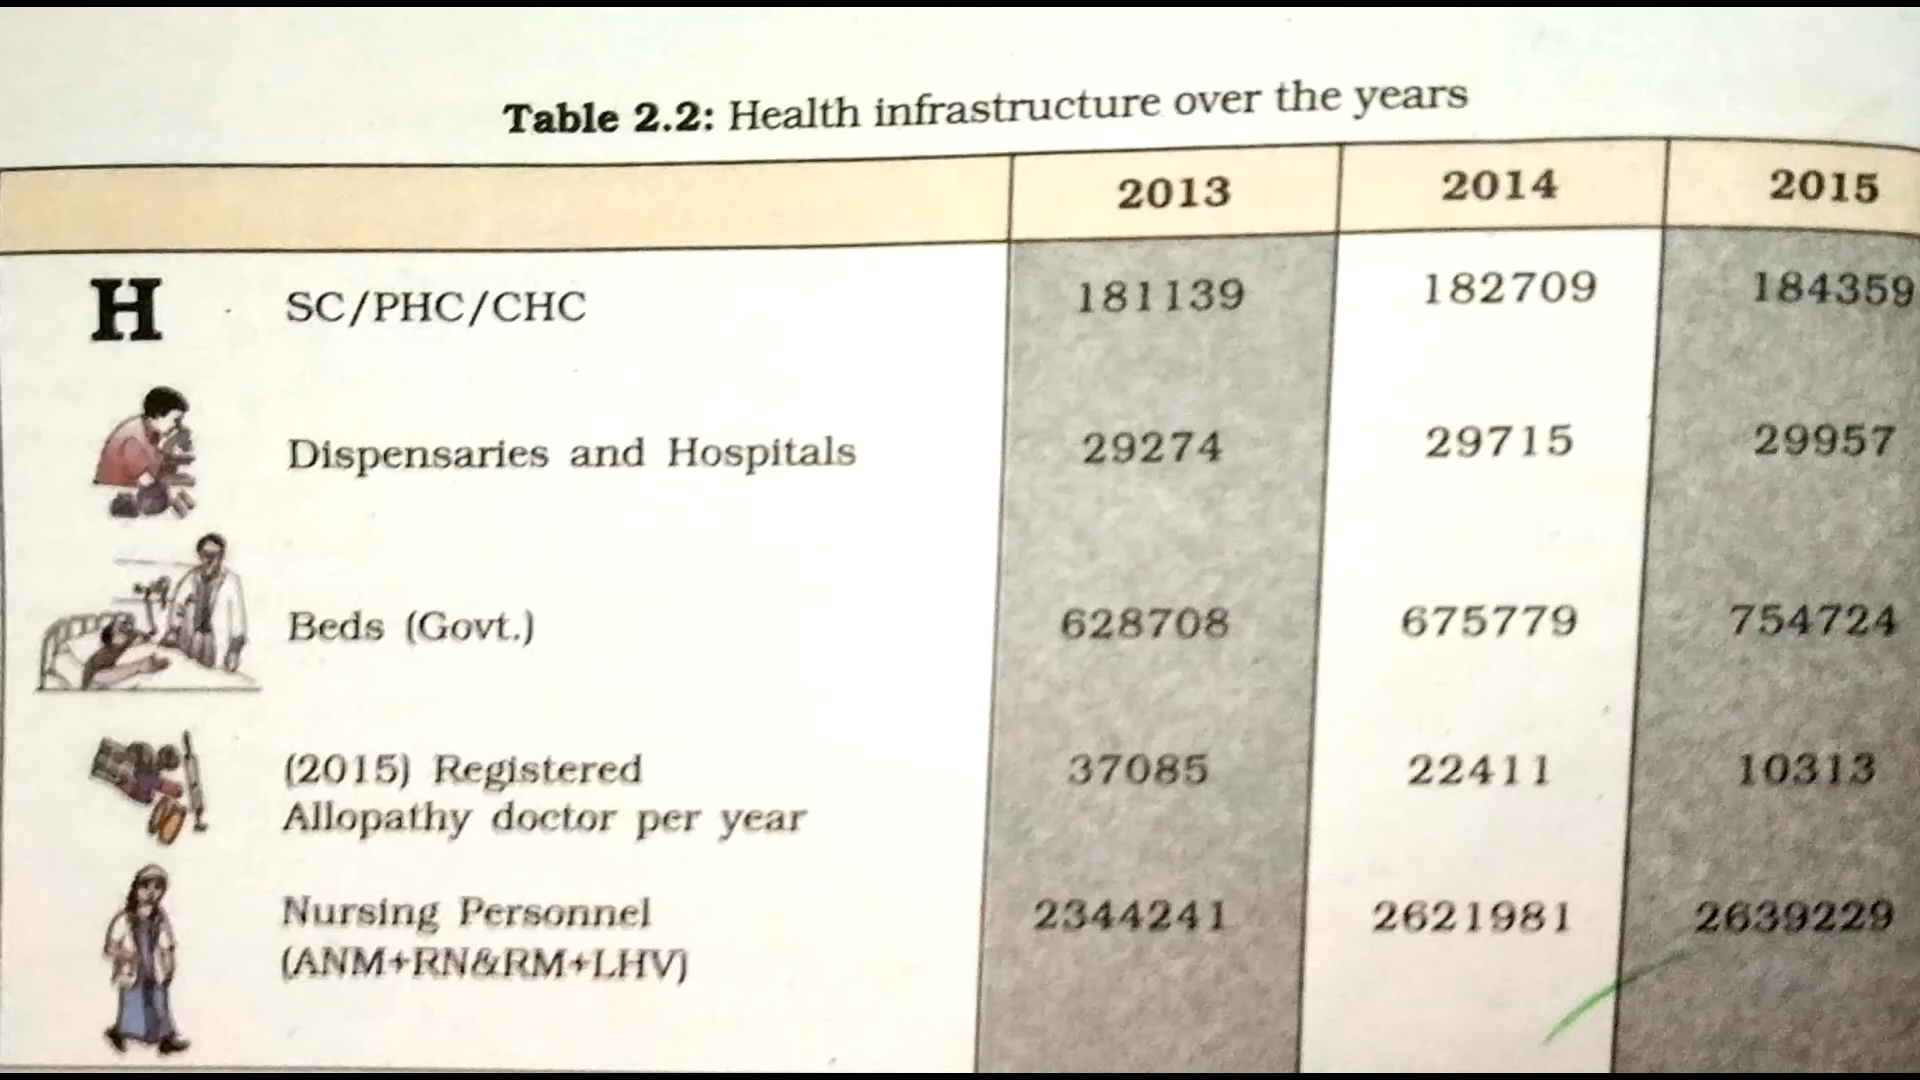 Table 2.2: Health infrastructure over the years
2013 2014 2015
H SC/PHC/CHC 181139 182709 184359
Dispensaries and Hospitals 29274 29715 29957
Beds (Govt.) 628708 675779 754724
(2015) Registered
Allopathy doctor per year 37085 22411 10313
Nursing Personnel 2344241 2621981 2639229
(ANM+RN&RM+LHV)